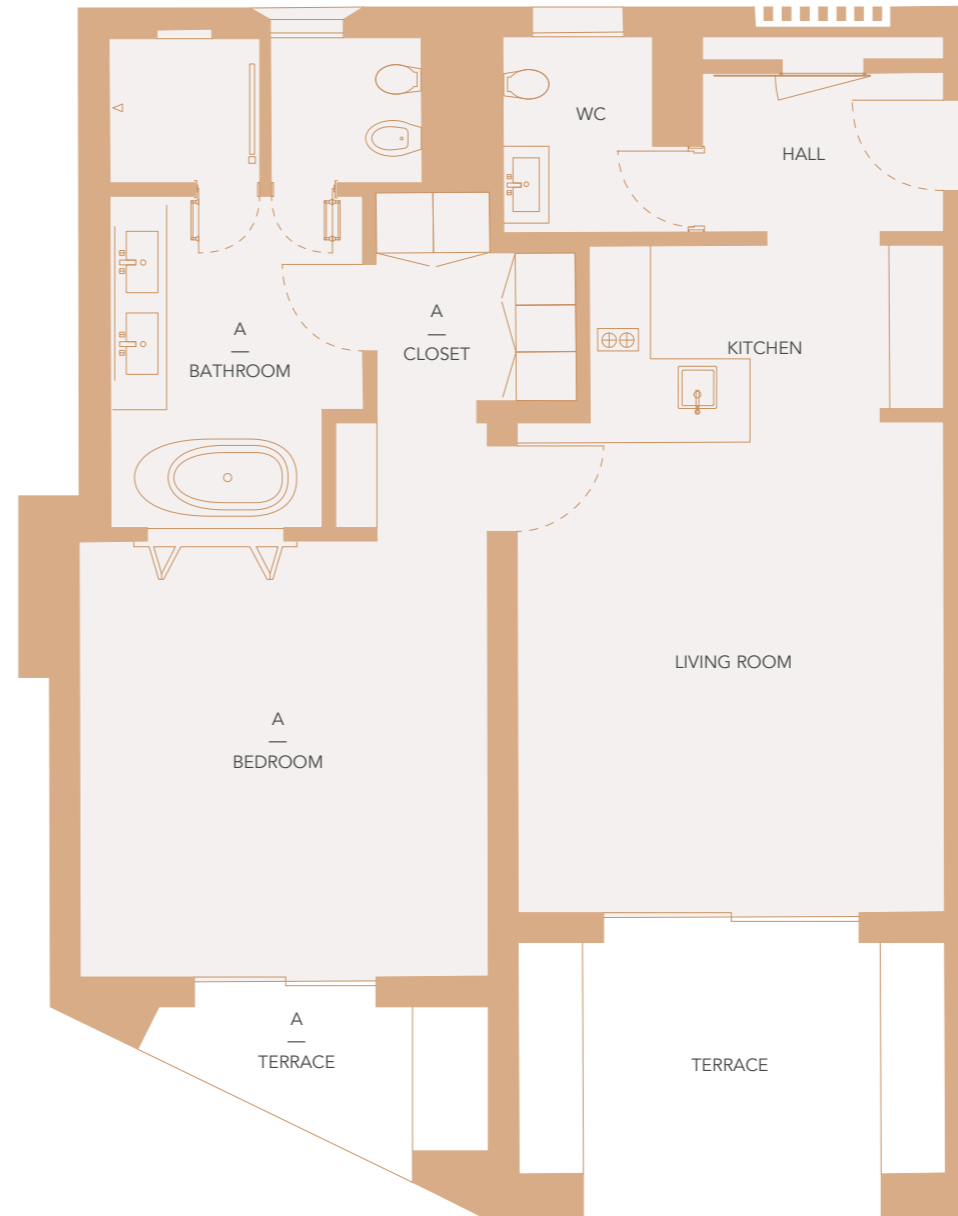 WC
HALL
A
BATHROOM
A
CLOSET
KITCHEN
LIVING ROOM
A
BEDROOM
A
TERRACE
TERRACE